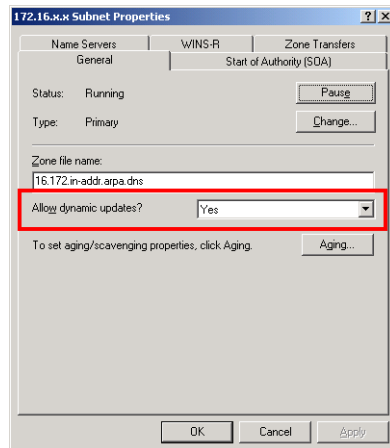 172.16.x.x Subnet Properties
Name Servers WINS-R Zone Transfers
General Start of Authority (SOA)
Status: Running Pause
Type: Primary Change...
Zone file name:
16.172.in-addr.arpa.dns
Allow dynamic updates? Yes
To set aging/scavenging properties, click Aging. Aging...
OK Cancel Apply